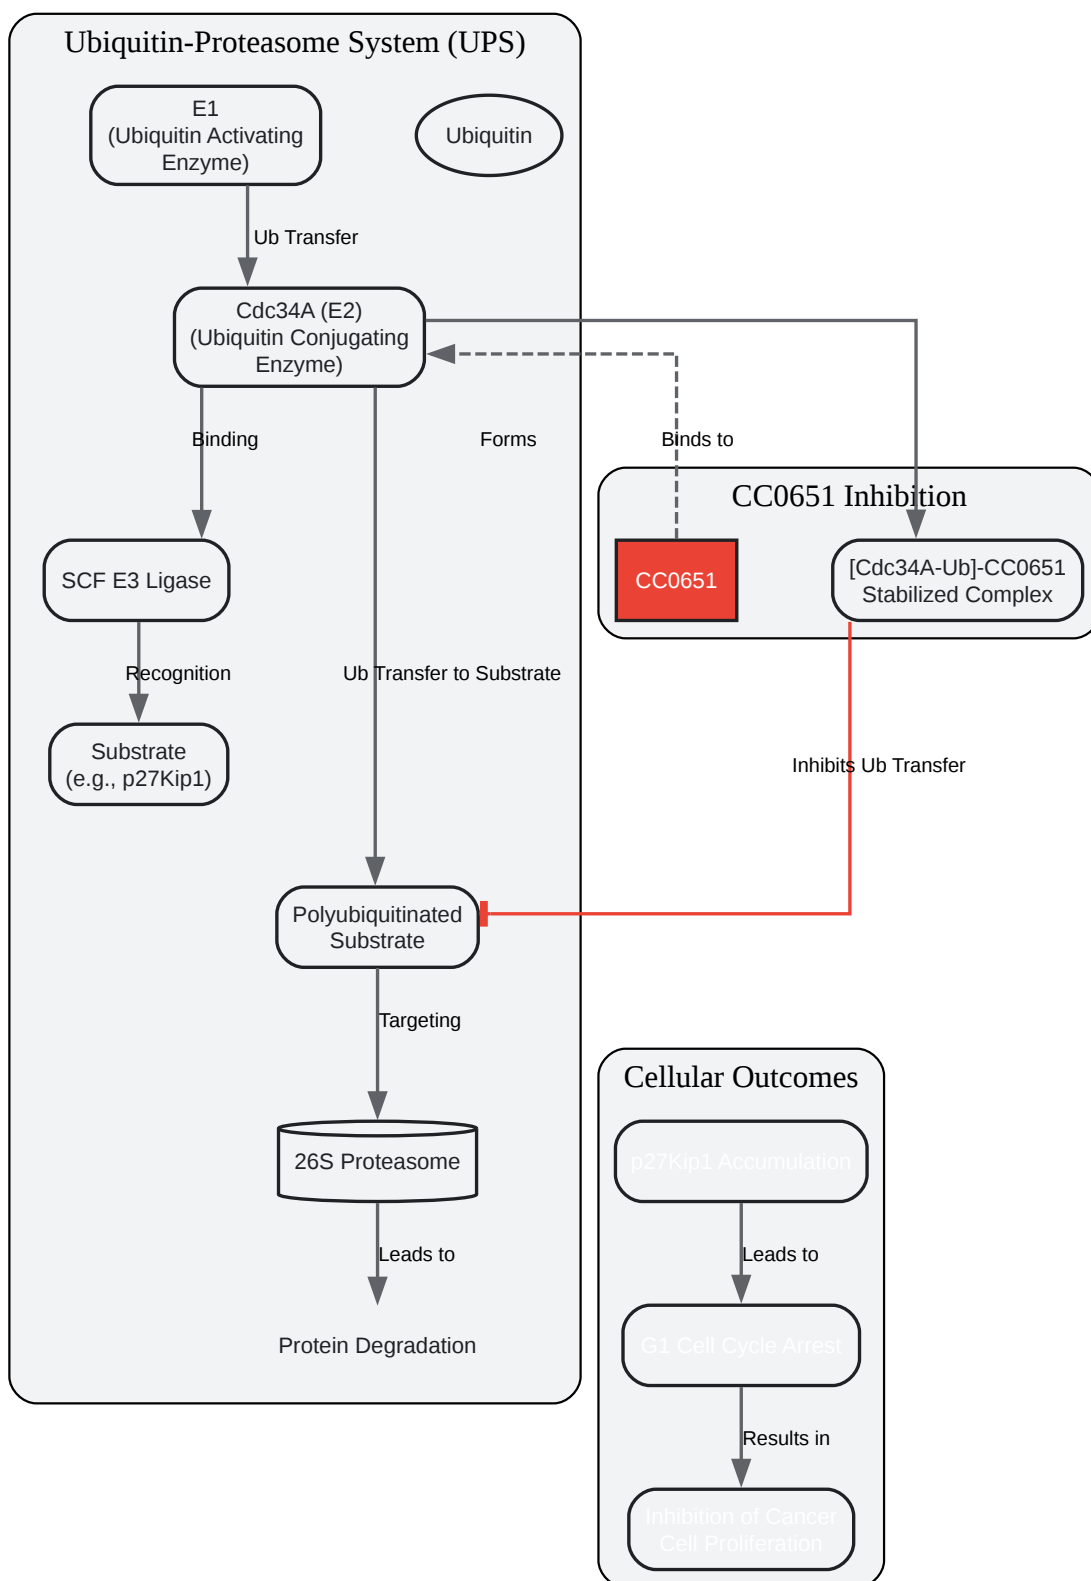 Ubiquitin-Proteasome System (UPS)
E1
(Ubiquitin Activating
Enzyme)
Ubiquitin
Ub Transfer
Cdc34A (E2)
(Ubiquitin Conjugating
Enzyme)
Binding
Forms
Binds to
CC0651 Inhibition
SCF E3 Ligase
CC0651
[Cdc34A-Ub]-CC0651
Stabilized Complex
Recognition
Ub Transfer to Substrate
Substrate
(e.g., p27Kip1)
Inhibits Ub Transfer
Polyubiquitinated
Substrate
Targeting
Cellular Outcomes
26S Proteasome
p27Kip1 Accumulation
Leads to
Leads to
Protein Degradation
G1 Cell Cycle Arrest
Results in
Inhibition of Cancer
Cell Proliferation